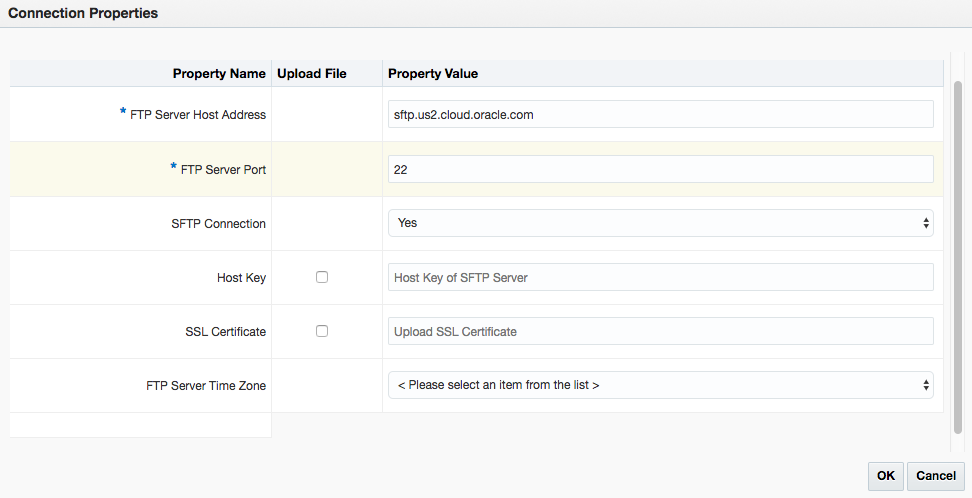 Connection Properties
Property Name Upload File Property Value
* FTP Server Host Address sftp.us2.cloud.oracle.com
* FTP Server Port 22
SFTP Connection Yes
Host Key Host Key of SFTP Server
SSL Certificate Upload SSL Certificate
FTP Server Time Zone < Please select an item from the list >
OK Cancel